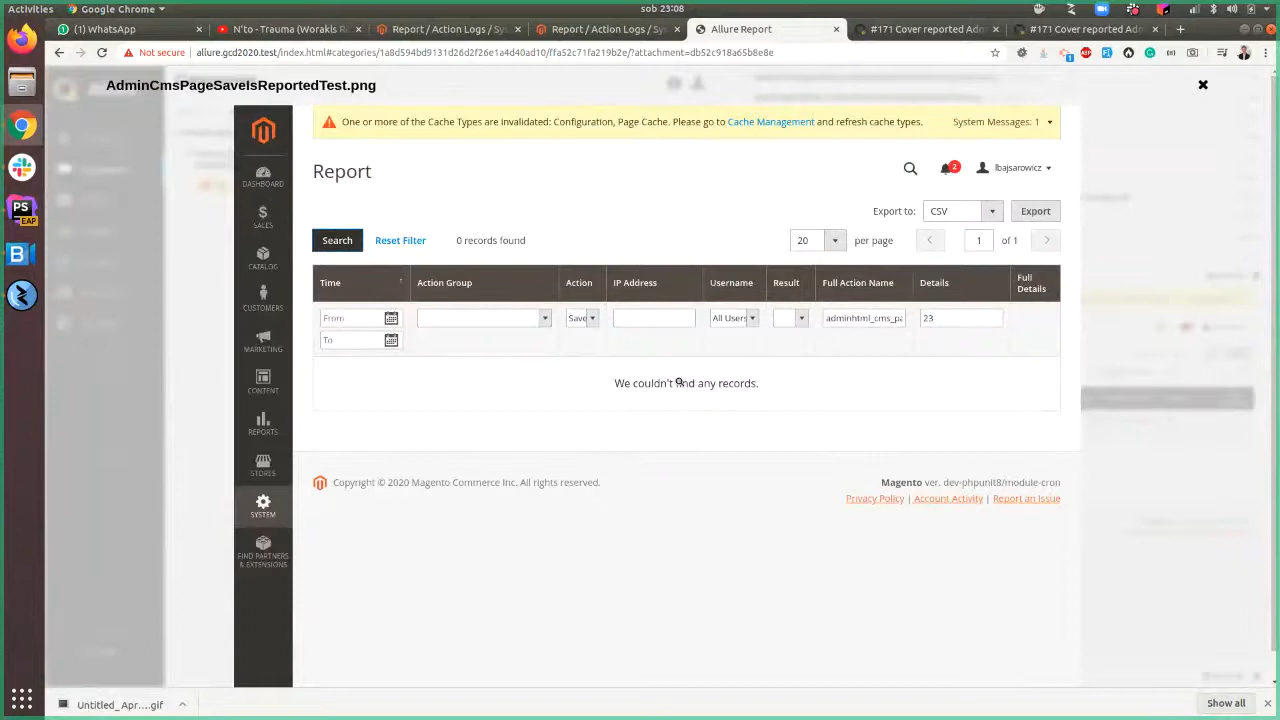 Activities
Google Chrome
sob 23:08
(1) WhatsApp
N'to - Trauma (Worakls R
Report / Action Logs / Sys
Report / Action Logs / Sys
Allure Report
#171 Cover reported Adm
#171 Cover reported Adm
Not secure
allure.gcd2020.test/index.html#categories/1a8d594bd9131d26d2f26e1a4d40ad10/ffa52c71fa219b2e/?attachment=db52c918a65b8e8e
AdminCmsPageSaveIsReportedTest.png
One or more of the Cache Types are invalidated: Configuration, Page Cache. Please go to Cache Management and refresh cache types.
System Messages: 1
Report
2
lbajsarowicz
Export to:
CSV
Export
Search
Reset Filter
0 records found
20
per page
1
of 1
Time
Action Group
Action
IP Address
Username
Result
Full Action Name
Details
Full Details
From
Save
All Users
adminhtml_cms_pa
23
To
We couldn't find any records.
DASHBOARD
SALES
CATALOG
CUSTOMERS
MARKETING
CONTENT
REPORTS
STORES
SYSTEM
FIND PARTNERS
& EXTENSIONS
Copyright © 2020 Magento Commerce Inc. All rights reserved.
Magento ver. dev-phpunit8/module-cron
Privacy Policy | Account Activity | Report an Issue
PS
EAP
B
Untitled_ Apr....gif
Show all